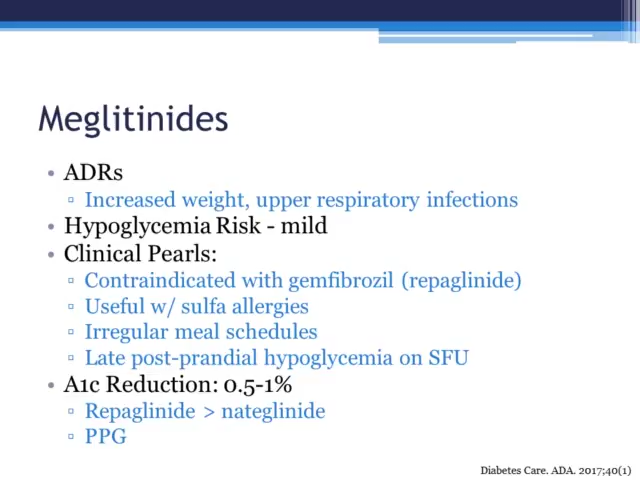 Meglitinides
• ADRs
▫ Increased weight, upper respiratory infections
• Hypoglycemia Risk - mild
• Clinical Pearls:
▫ Contraindicated with gemfibrozil (repaglinide)
▫ Useful w/ sulfa allergies
▫ Irregular meal schedules
▫ Late post-prandial hypoglycemia on SFU
• A1c Reduction: 0.5-1%
▫ Repaglinide > nateglinide
▫ PPG
Diabetes Care. ADA. 2017;40(1)